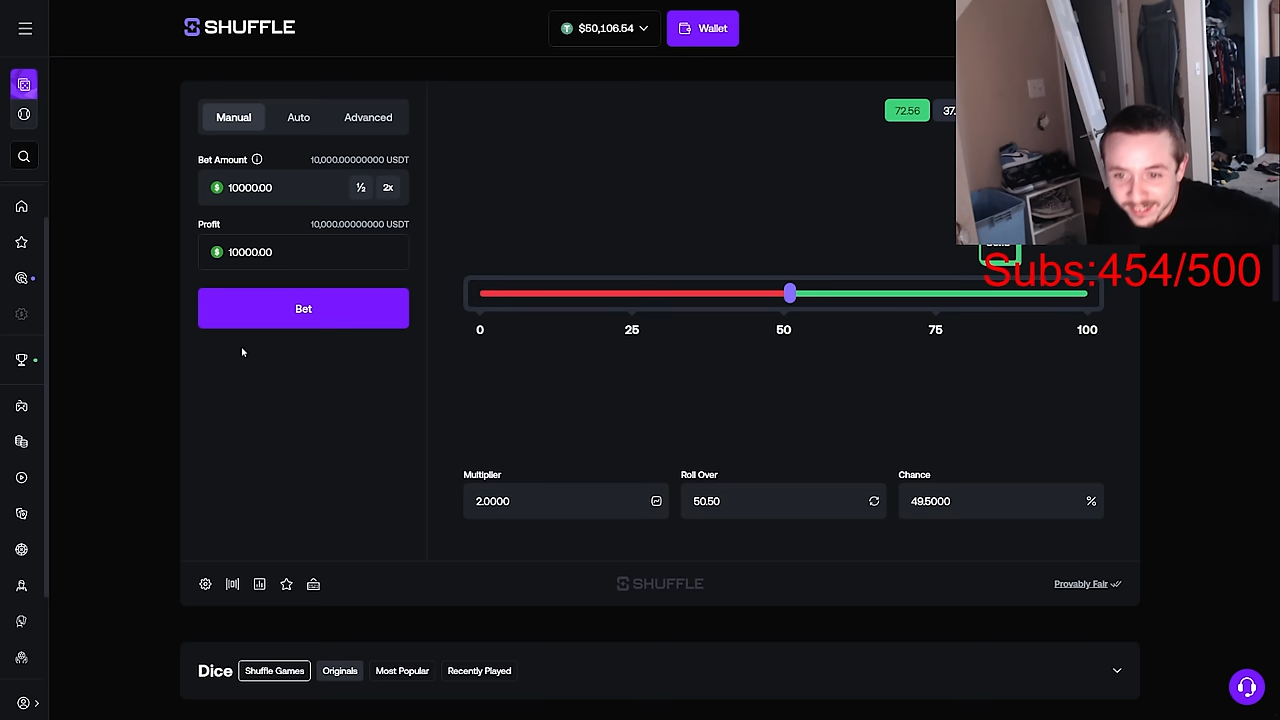 SHUFFLE
$50,106.54
Wallet
Manual
Auto
Advanced
72.56
37.
Bet Amount
10,000.00000000 USDT
10000.00
½
2x
Profit
10,000.00000000 USDT
10000.00
Bet
Subs:454/500
0
25
50
75
100
Multiplier
Roll Over
Chance
2.0000
50.50
49.5000
%
SHUFFLE
Provably Fair
Dice
Shuffle Games
Originals
Most Popular
Recently Played